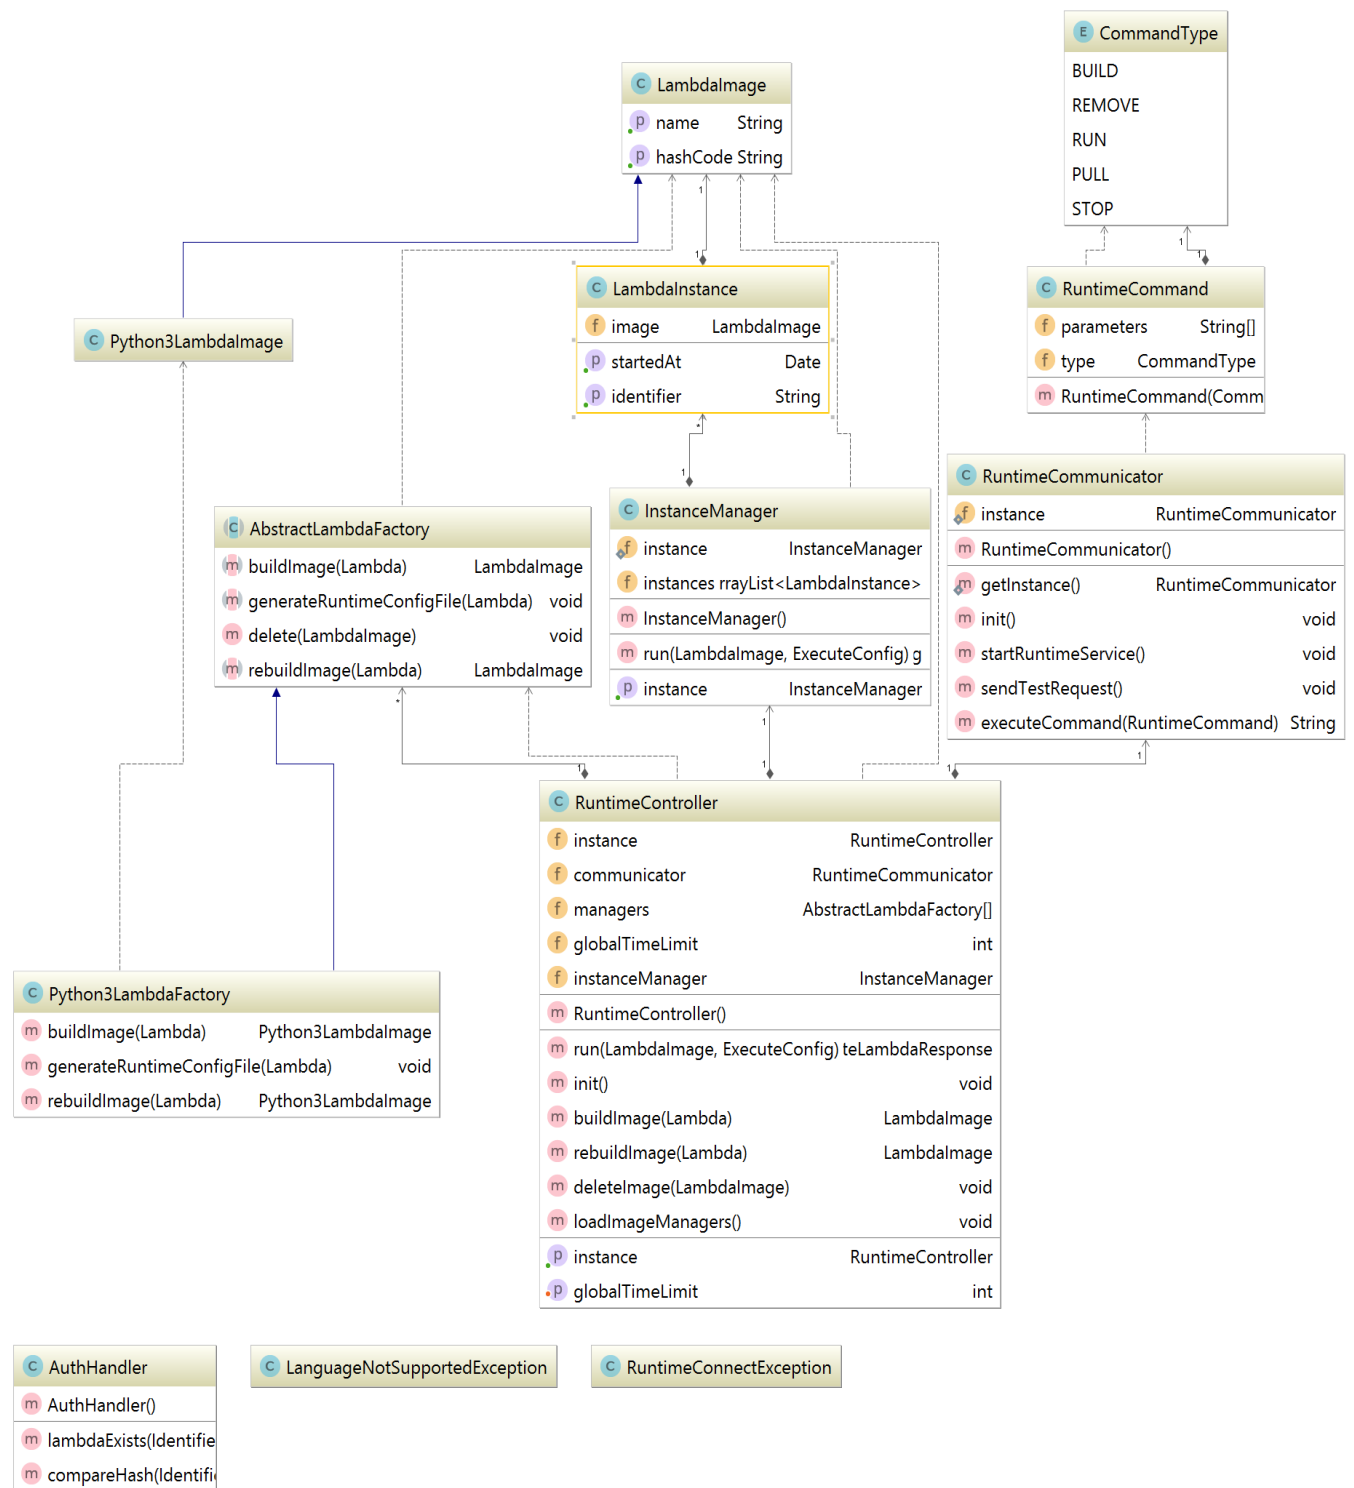 CommandType
BUILD
REMOVE
RUN
PULL
STOP
LambdaImage
name String
hashCode String
LambdaInstance
image LambdaImage
startedAt Date
identifier String
RuntimeCommand
parameters String[]
type CommandType
RuntimeCommand(Comm
Python3LambdaImage
RuntimeCommunicator
instance RuntimeCommunicator
RuntimeCommunicator()
getInstance() RuntimeCommunicator
init() void
startRuntimeService() void
sendTestRequest() void
executeCommand(RuntimeCommand) String
InstanceManager
instance InstanceManager
instances rrayList<LambdaInstance>
InstanceManager()
run(LambdaImage, ExecuteConfig) g
instance InstanceManager
AbstractLambdaFactory
buildImage(Lambda) LambdaImage
generateRuntimeConfigFile(Lambda) void
delete(LambdaImage) void
rebuildImage(Lambda) LambdaImage
RuntimeController
instance RuntimeController
communicator RuntimeCommunicator
managers AbstractLambdaFactory[]
globalTimeLimit int
instanceManager InstanceManager
RuntimeController()
run(LambdaImage, ExecuteConfig) teLambdaResponse
init() void
buildImage(Lambda) LambdaImage
rebuildImage(Lambda) LambdaImage
deleteImage(LambdaImage) void
loadImageManagers() void
instance RuntimeController
globalTimeLimit int
Python3LambdaFactory
buildImage(Lambda) Python3LambdaImage
generateRuntimeConfigFile(Lambda) void
rebuildImage(Lambda) Python3LambdaImage
AuthHandler
AuthHandler()
lambdaExists(Identifie
compareHash(Identifi
LanguageNotSupportedException
RuntimeConnectException